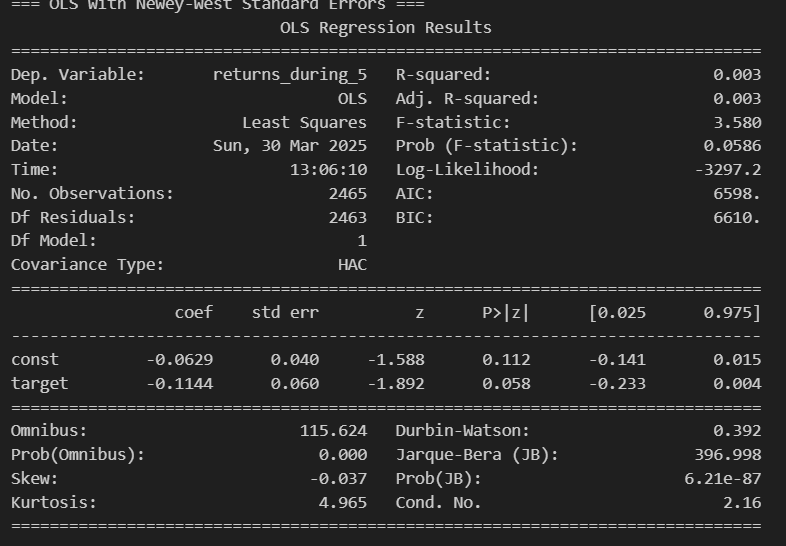 === OLS with Newey-West Standard Errors ===
                            OLS Regression Results
==============================================================================
Dep. Variable:       returns_during_5   R-squared:                       0.003
Model:                            OLS   Adj. R-squared:                  0.003
Method:                 Least Squares   F-statistic:                     3.580
Date:                Sun, 30 Mar 2025   Prob (F-statistic):             0.0586
Time:                        13:06:10   Log-Likelihood:                -3297.2
No. Observations:                2465   AIC:                             6598.
Df Residuals:                    2463   BIC:                             6610.
Df Model:                           1
Covariance Type:                  HAC
==============================================================================
                 coef    std err          z      P>|z|      [0.025      0.975]
------------------------------------------------------------------------------
const         -0.0629      0.040     -1.588      0.112      -0.141       0.015
target        -0.1144      0.060     -1.892      0.058      -0.233       0.004
==============================================================================
Omnibus:                      115.624   Durbin-Watson:                   0.392
Prob(Omnibus):                  0.000   Jarque-Bera (JB):              396.998
Skew:                          -0.037   Prob(JB):                     6.21e-87
Kurtosis:                       4.965   Cond. No.                         2.16
==============================================================================